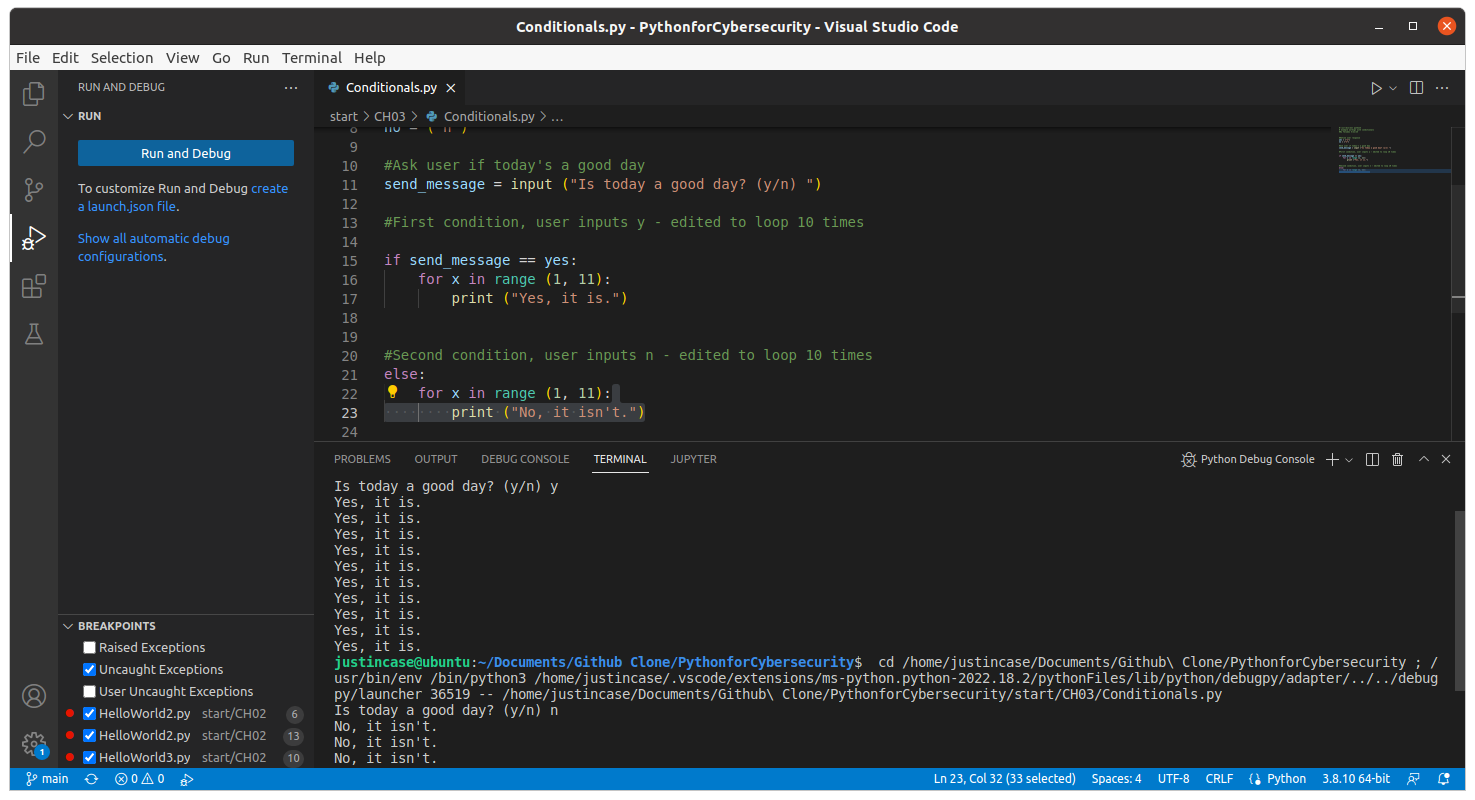 Conditionals.py - PythonforCybersecurity - Visual Studio Code
File Edit Selection View Go Run Terminal Help
RUN AND DEBUG
RUN
Run and Debug
To customize Run and Debug create
a launch.json file.
Show all automatic debug
configurations.
BREAKPOINTS
Raised Exceptions
Uncaught Exceptions
User Uncaught Exceptions
HelloWorld2.py start/CH02 6
HelloWorld2.py start/CH02 13
HelloWorld3.py start/CH02 10
1
Conditionals.py
start > CH03 > Conditionals.py > ...
8 no = ('n')
9
10 #Ask user if today's a good day
11 send_message = input ("Is today a good day? (y/n) ")
12
13 #First condition, user inputs y - edited to loop 10 times
14
15 if send_message == yes:
16 for x in range (1, 11):
17 print ("Yes, it is.")
18
19
20 #Second condition, user inputs n - edited to loop 10 times
21 else:
22 for x in range (1, 11):
23 ········print·("No,·it·isn't.")
24
PROBLEMS OUTPUT DEBUG CONSOLE TERMINAL JUPYTER
Python Debug Console
Is today a good day? (y/n) y
Yes, it is.
Yes, it is.
Yes, it is.
Yes, it is.
Yes, it is.
Yes, it is.
Yes, it is.
Yes, it is.
Yes, it is.
Yes, it is.
justincase@ubuntu:~/Documents/Github Clone/PythonforCybersecurity$ cd /home/justincase/Documents/Github\ Clone/PythonforCybersecurity ; /
usr/bin/env /bin/python3 /home/justincase/.vscode/extensions/ms-python.python-2022.18.2/pythonFiles/lib/python/debugpy/adapter/../../debug
py/launcher 36519 -- /home/justincase/Documents/Github\ Clone/PythonforCybersecurity/start/CH03/Conditionals.py
Is today a good day? (y/n) n
No, it isn't.
No, it isn't.
No, it isn't.
main 0 0 Ln 23, Col 32 (33 selected) Spaces: 4 UTF-8 CRLF Python 3.8.10 64-bit